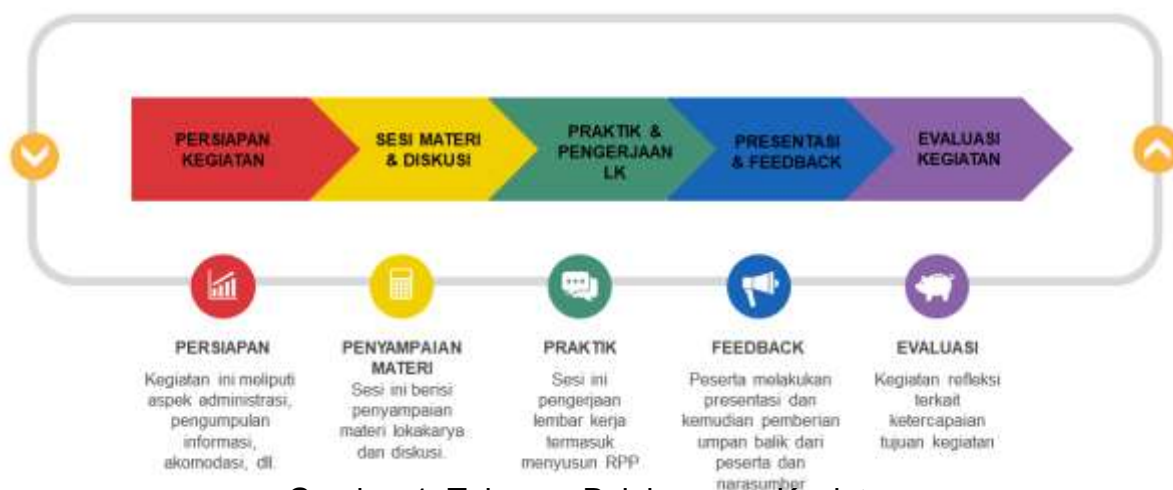 PERSIAPAN
KEGIATAN
SESI MATERI
& DISKUSI
PRAKTIK &
PENGERJAAN
LK
PRESENTASI
& FEEDBACK
EVALUASI
KEGIATAN
PERSIAPAN
Kegiatan ini meliputi
aspek administrasi,
pengumpulan
informasi,
akomodasi, dll.
PENYAMPAIAN
MATERI
Sesi ini berisi
penyampaian
materi lokakarya
dan diskusi.
PRAKTIK
Sesi ini
pengerjaan
lembar kerja
termasuk
menyusun RPP
FEEDBACK
Peserta melakukan
presentasi dan
kemudian pemberian
umpan balik dari
peserta dan
narasumber
EVALUASI
Kegiatan refleksi
terkait
ketercapaian
tujuan kegiatan